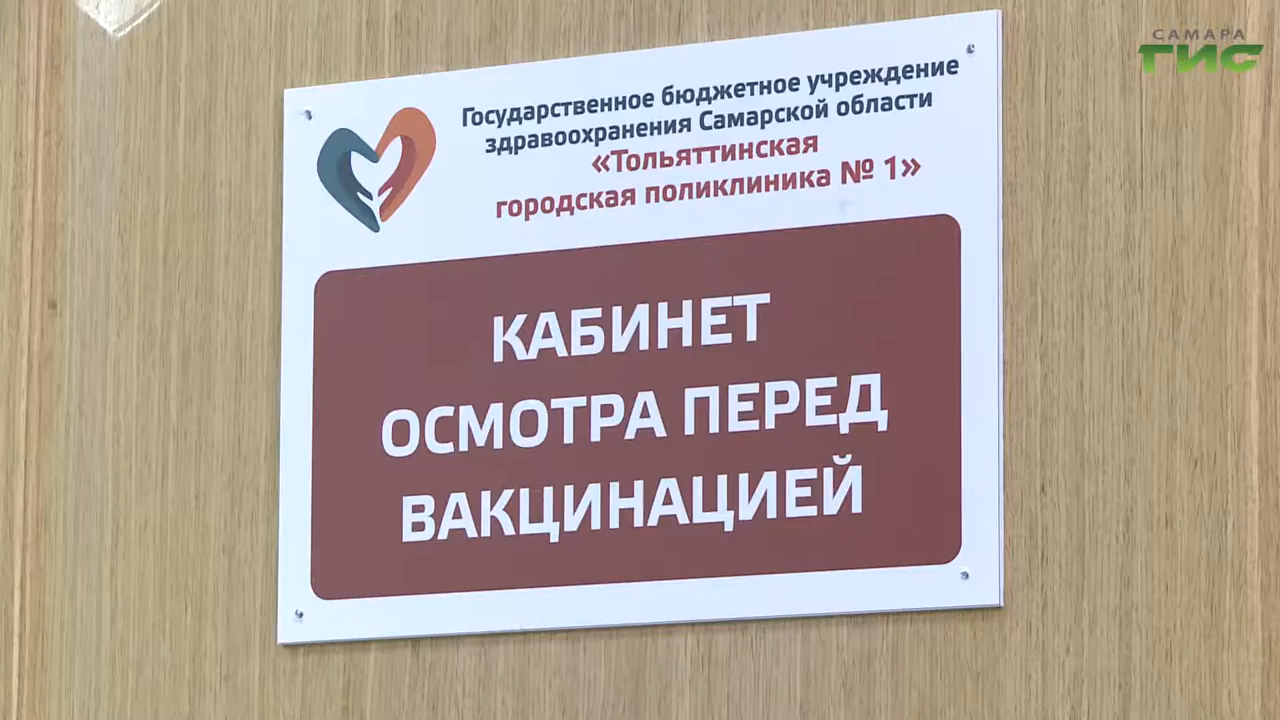 САМАРА
ГИС
Государственное бюджетное учреждение
здравоохранения Самарской области
«Тольяттинская
городская поликлиника № 1»
КАБИНЕТ
ОСМОТРА ПЕРЕД
ВАКЦИНАЦИЕЙ